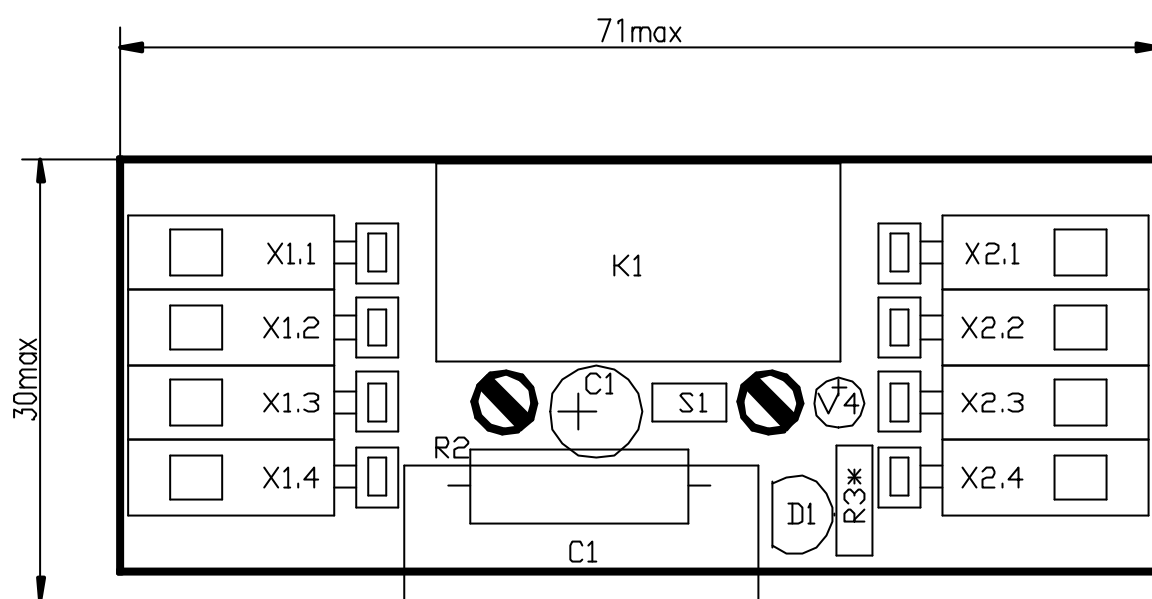 71max
30max
X1.1
K1
X2.1
X1.2
X2.2
X1.3
C1
S1
V4
X2.3
R2
X1.4
D1
R3*
X2.4
C1